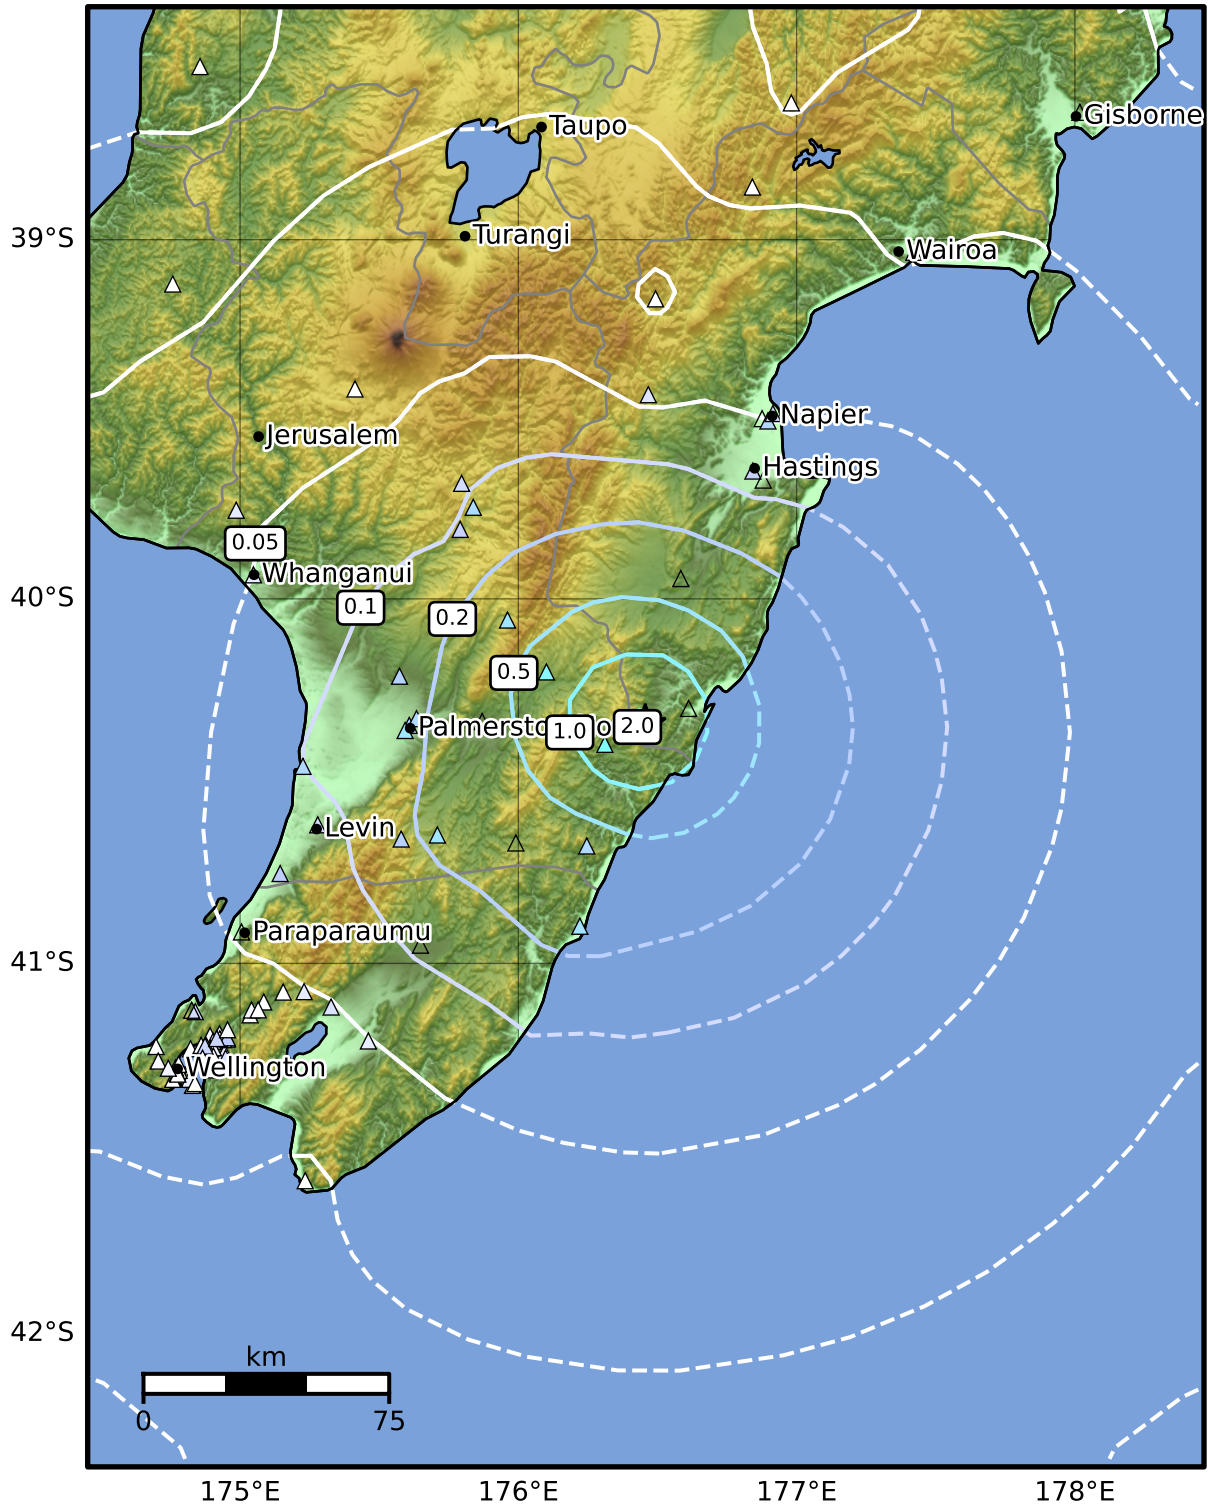 Gisborne
Taupo
39°S
Turangi
Wairoa
Napier
Jerusalem
Hastings
0.05
Whanganui
40°S
0.1
0.2
0.5
1.0
2.0
Levin
Paraparaumu
41°S
Wellington
42°S
km
0
75
175°E
176°E
177°E
178°E